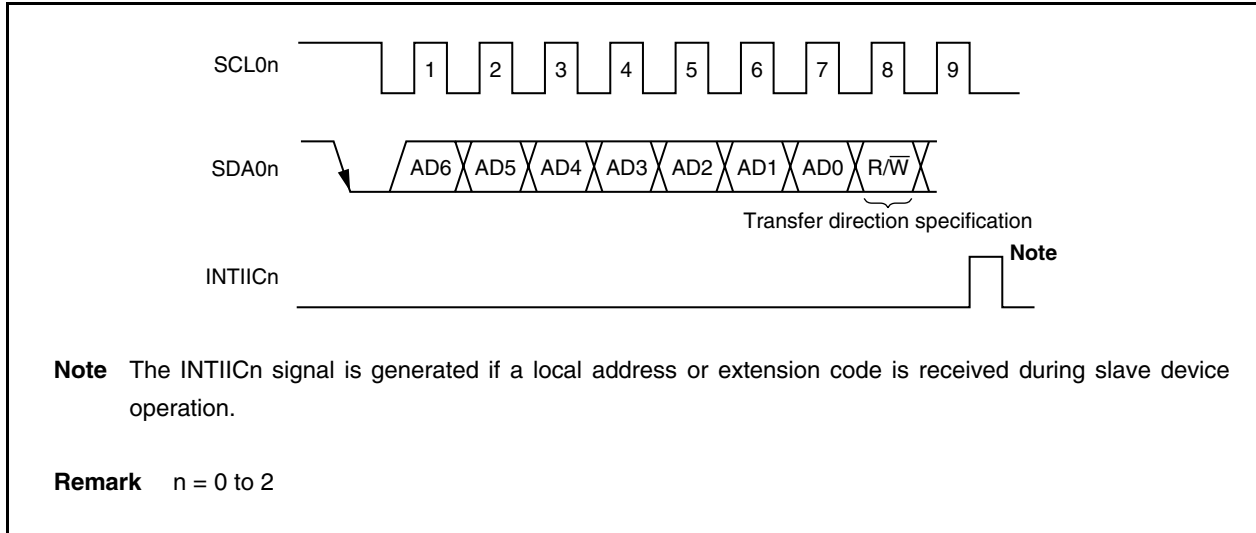 SCL0n
1 2 3 4 5 6 7 8 9
SDA0n
AD6 AD5 AD4 AD3 AD2 AD1 AD0 R/W̅
Transfer direction specification
INTIICn
Note
Note The INTIICn signal is generated if a local address or extension code is received during slave device
operation.
Remark n = 0 to 2